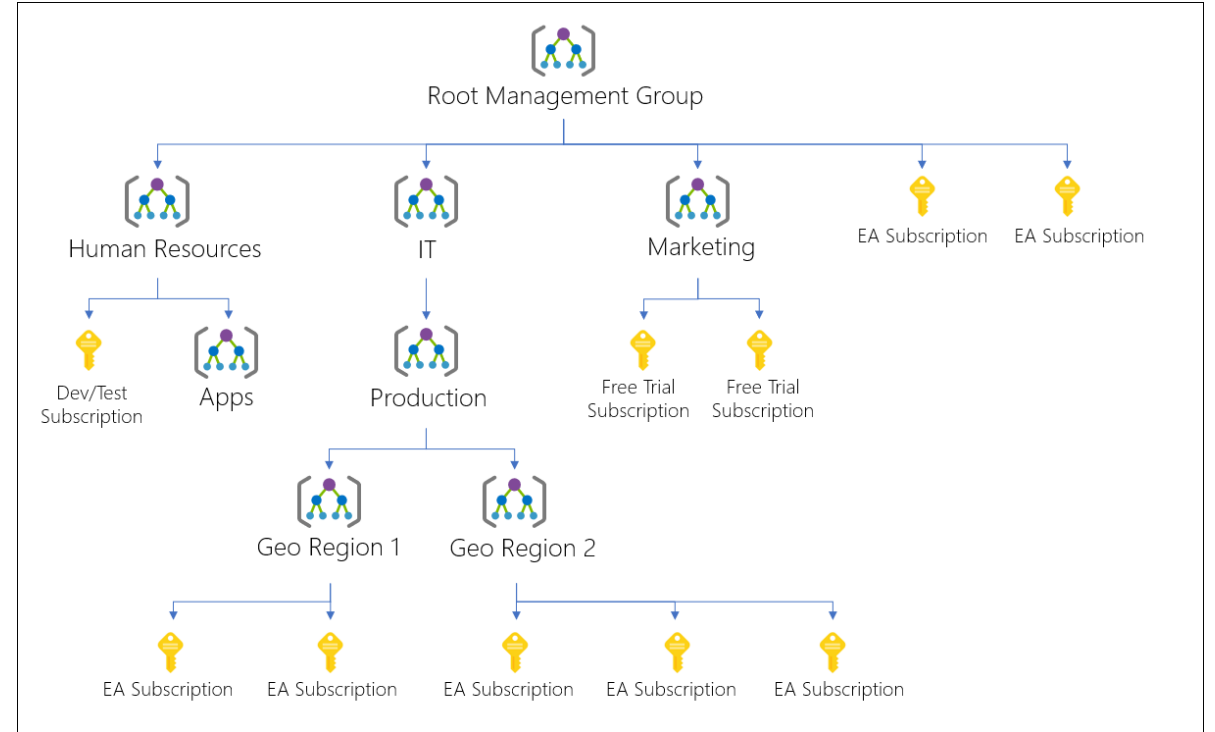 Root Management Group
Human Resources
IT
Marketing
EA Subscription
EA Subscription
Dev/Test
Subscription
Apps
Production
Free Trial
Subscription
Free Trial
Subscription
Geo Region 1
Geo Region 2
EA Subscription
EA Subscription
EA Subscription
EA Subscription
EA Subscription